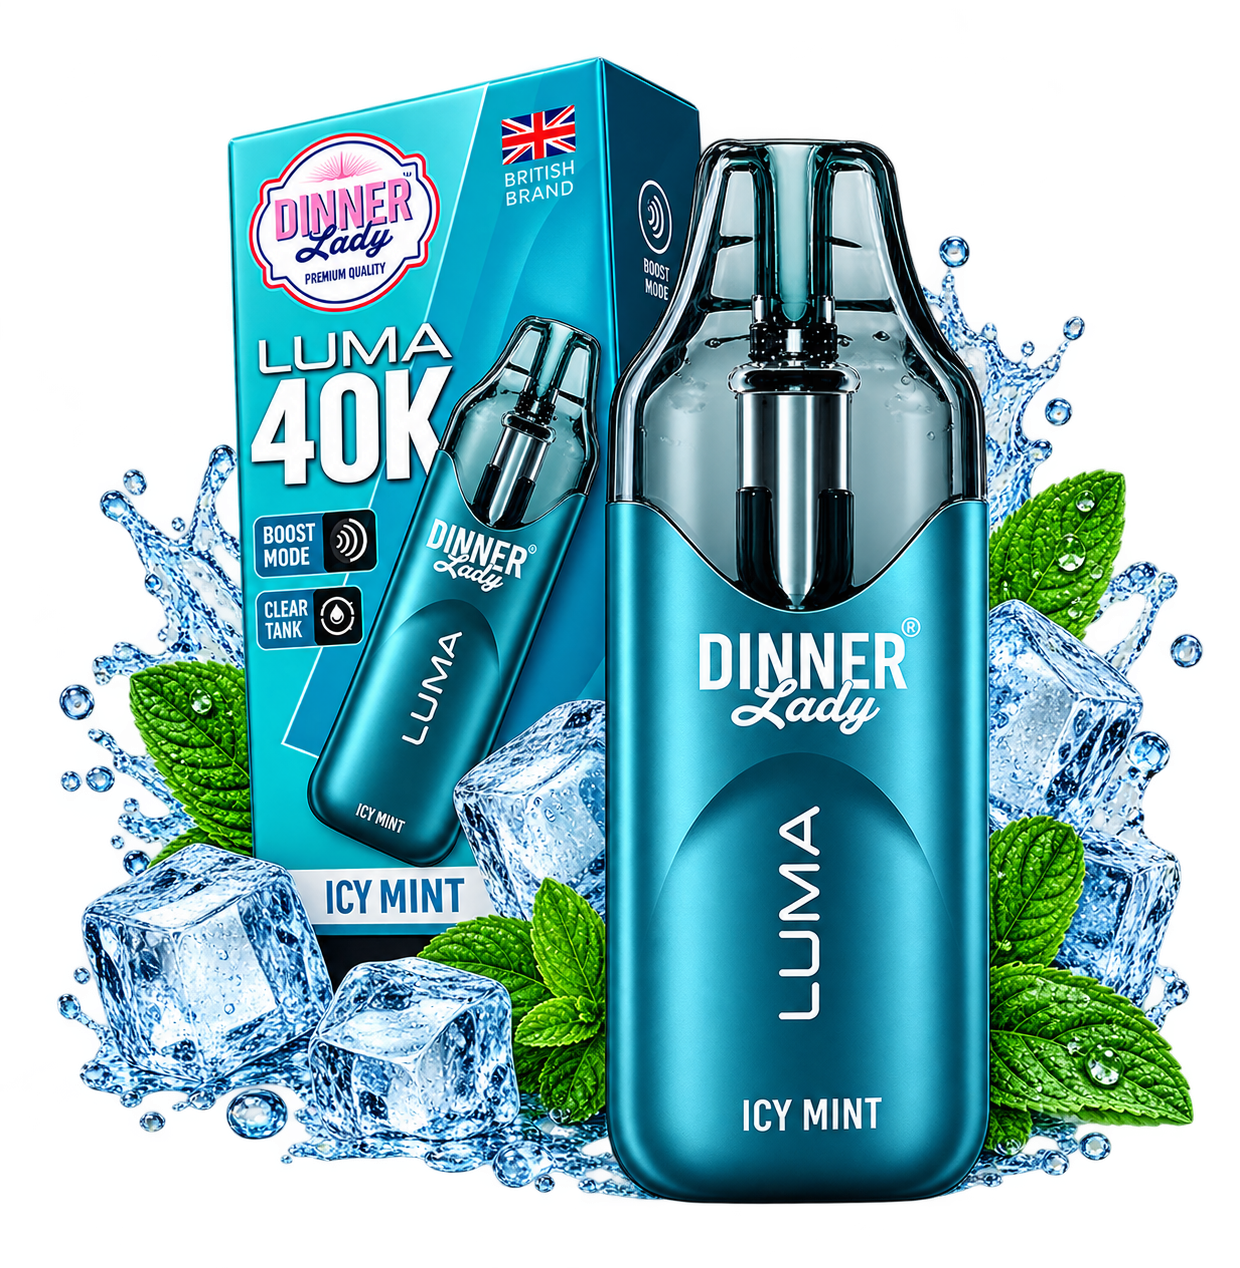 DINNER
Lady
PREMIUM QUALITY
BRITISH
BRAND
LUMA
40K
BOOST
MODE
CLEAR
TANK
DINNER®
Lady
LUMA
ICY MINT
ICY MINT
BOOST
MODE
DINNER®
Lady
LUMA
ICY MINT